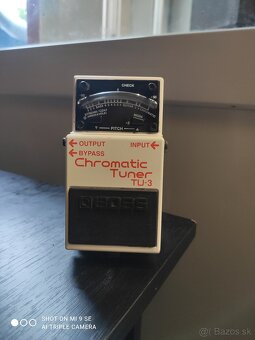 CHECK
PITCH
OUTPUT
INPUT
BYPASS
Chromatic
Tuner
TU-3
BOSS
SHOT ON MI 9 SE
AI TRIPLE CAMERA
Bazos.sk